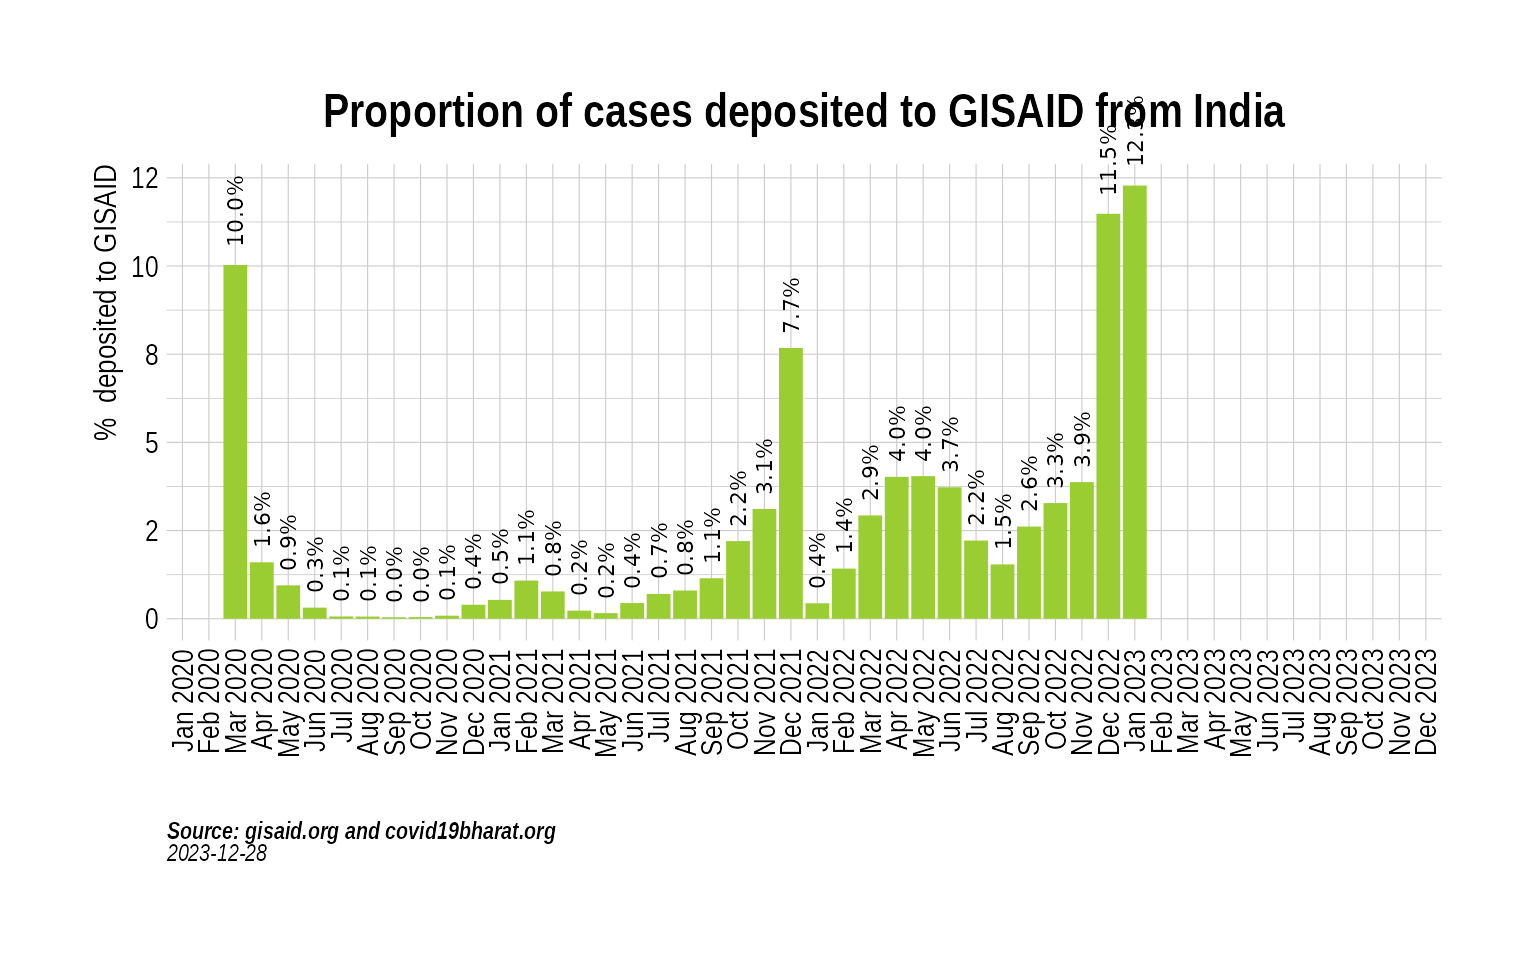 Proportion of cases deposited to GISAID from India
% deposited to GISAID
12
10
8
5
2
0
10.0%
1.6%
0.9%
0.3%
0.1%
0.1%
0.0%
0.0%
0.1%
0.4%
0.5%
1.1%
0.8%
0.2%
0.2%
0.4%
0.7%
0.8%
1.1%
2.2%
3.1%
7.7%
0.4%
1.4%
2.9%
4.0%
4.0%
3.7%
2.2%
1.5%
2.6%
3.3%
3.9%
11.5%
Jan 2020
Feb 2020
Mar 2020
Apr 2020
May 2020
Jun 2020
Jul 2020
Aug 2020
Sep 2020
Oct 2020
Nov 2020
Dec 2020
Jan 2021
Feb 2021
Mar 2021
Apr 2021
May 2021
Jun 2021
Jul 2021
Aug 2021
Sep 2021
Oct 2021
Nov 2021
Dec 2021
Jan 2022
Feb 2022
Mar 2022
Apr 2022
May 2022
Jun 2022
Jul 2022
Aug 2022
Sep 2022
Oct 2022
Nov 2022
Dec 2022
Jan 2023
Feb 2023
Mar 2023
Apr 2023
May 2023
Jun 2023
Jul 2023
Aug 2023
Sep 2023
Oct 2023
Nov 2023
Dec 2023
Source: gisaid.org and covid19bharat.org
2023-12-28